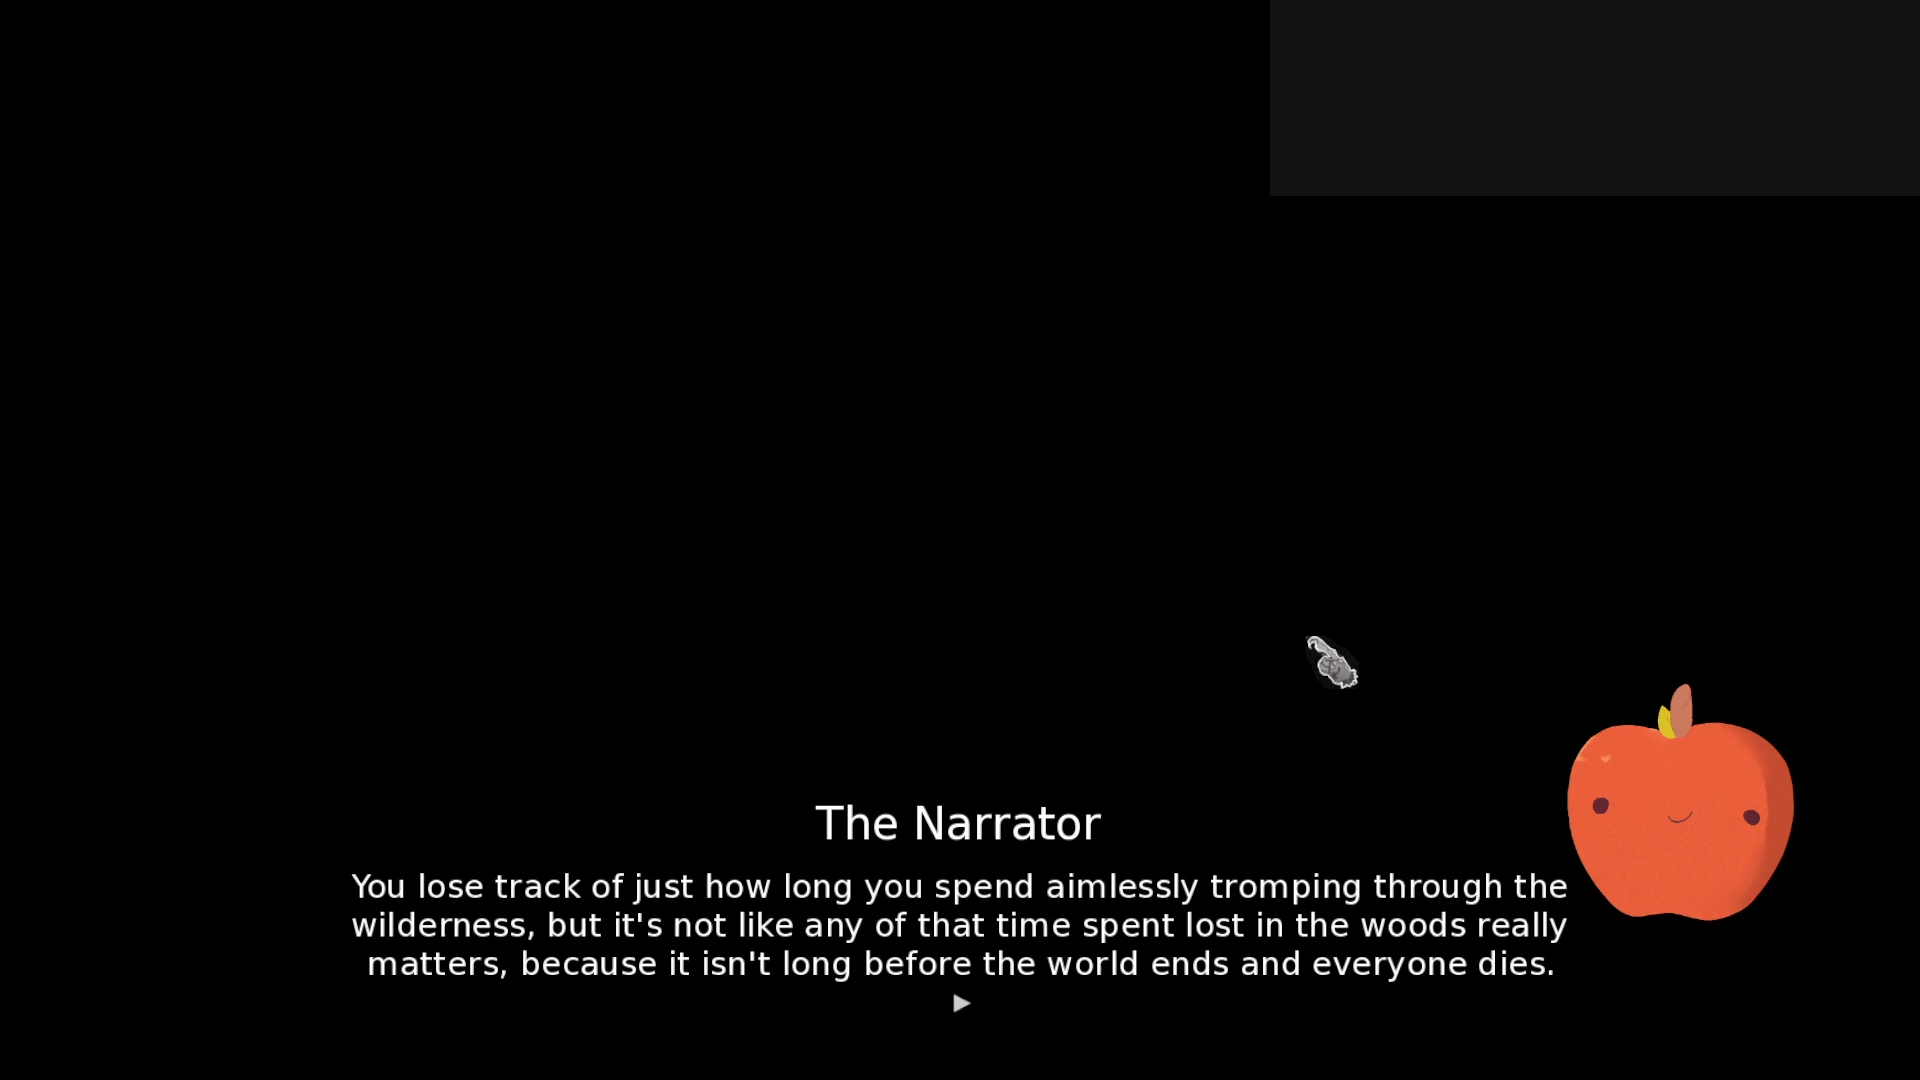 The Narrator
You lose track of just how long you spend aimlessly tromping through the
wilderness, but it's not like any of that time spent lost in the woods really
matters, because it isn't long before the world ends and everyone dies.